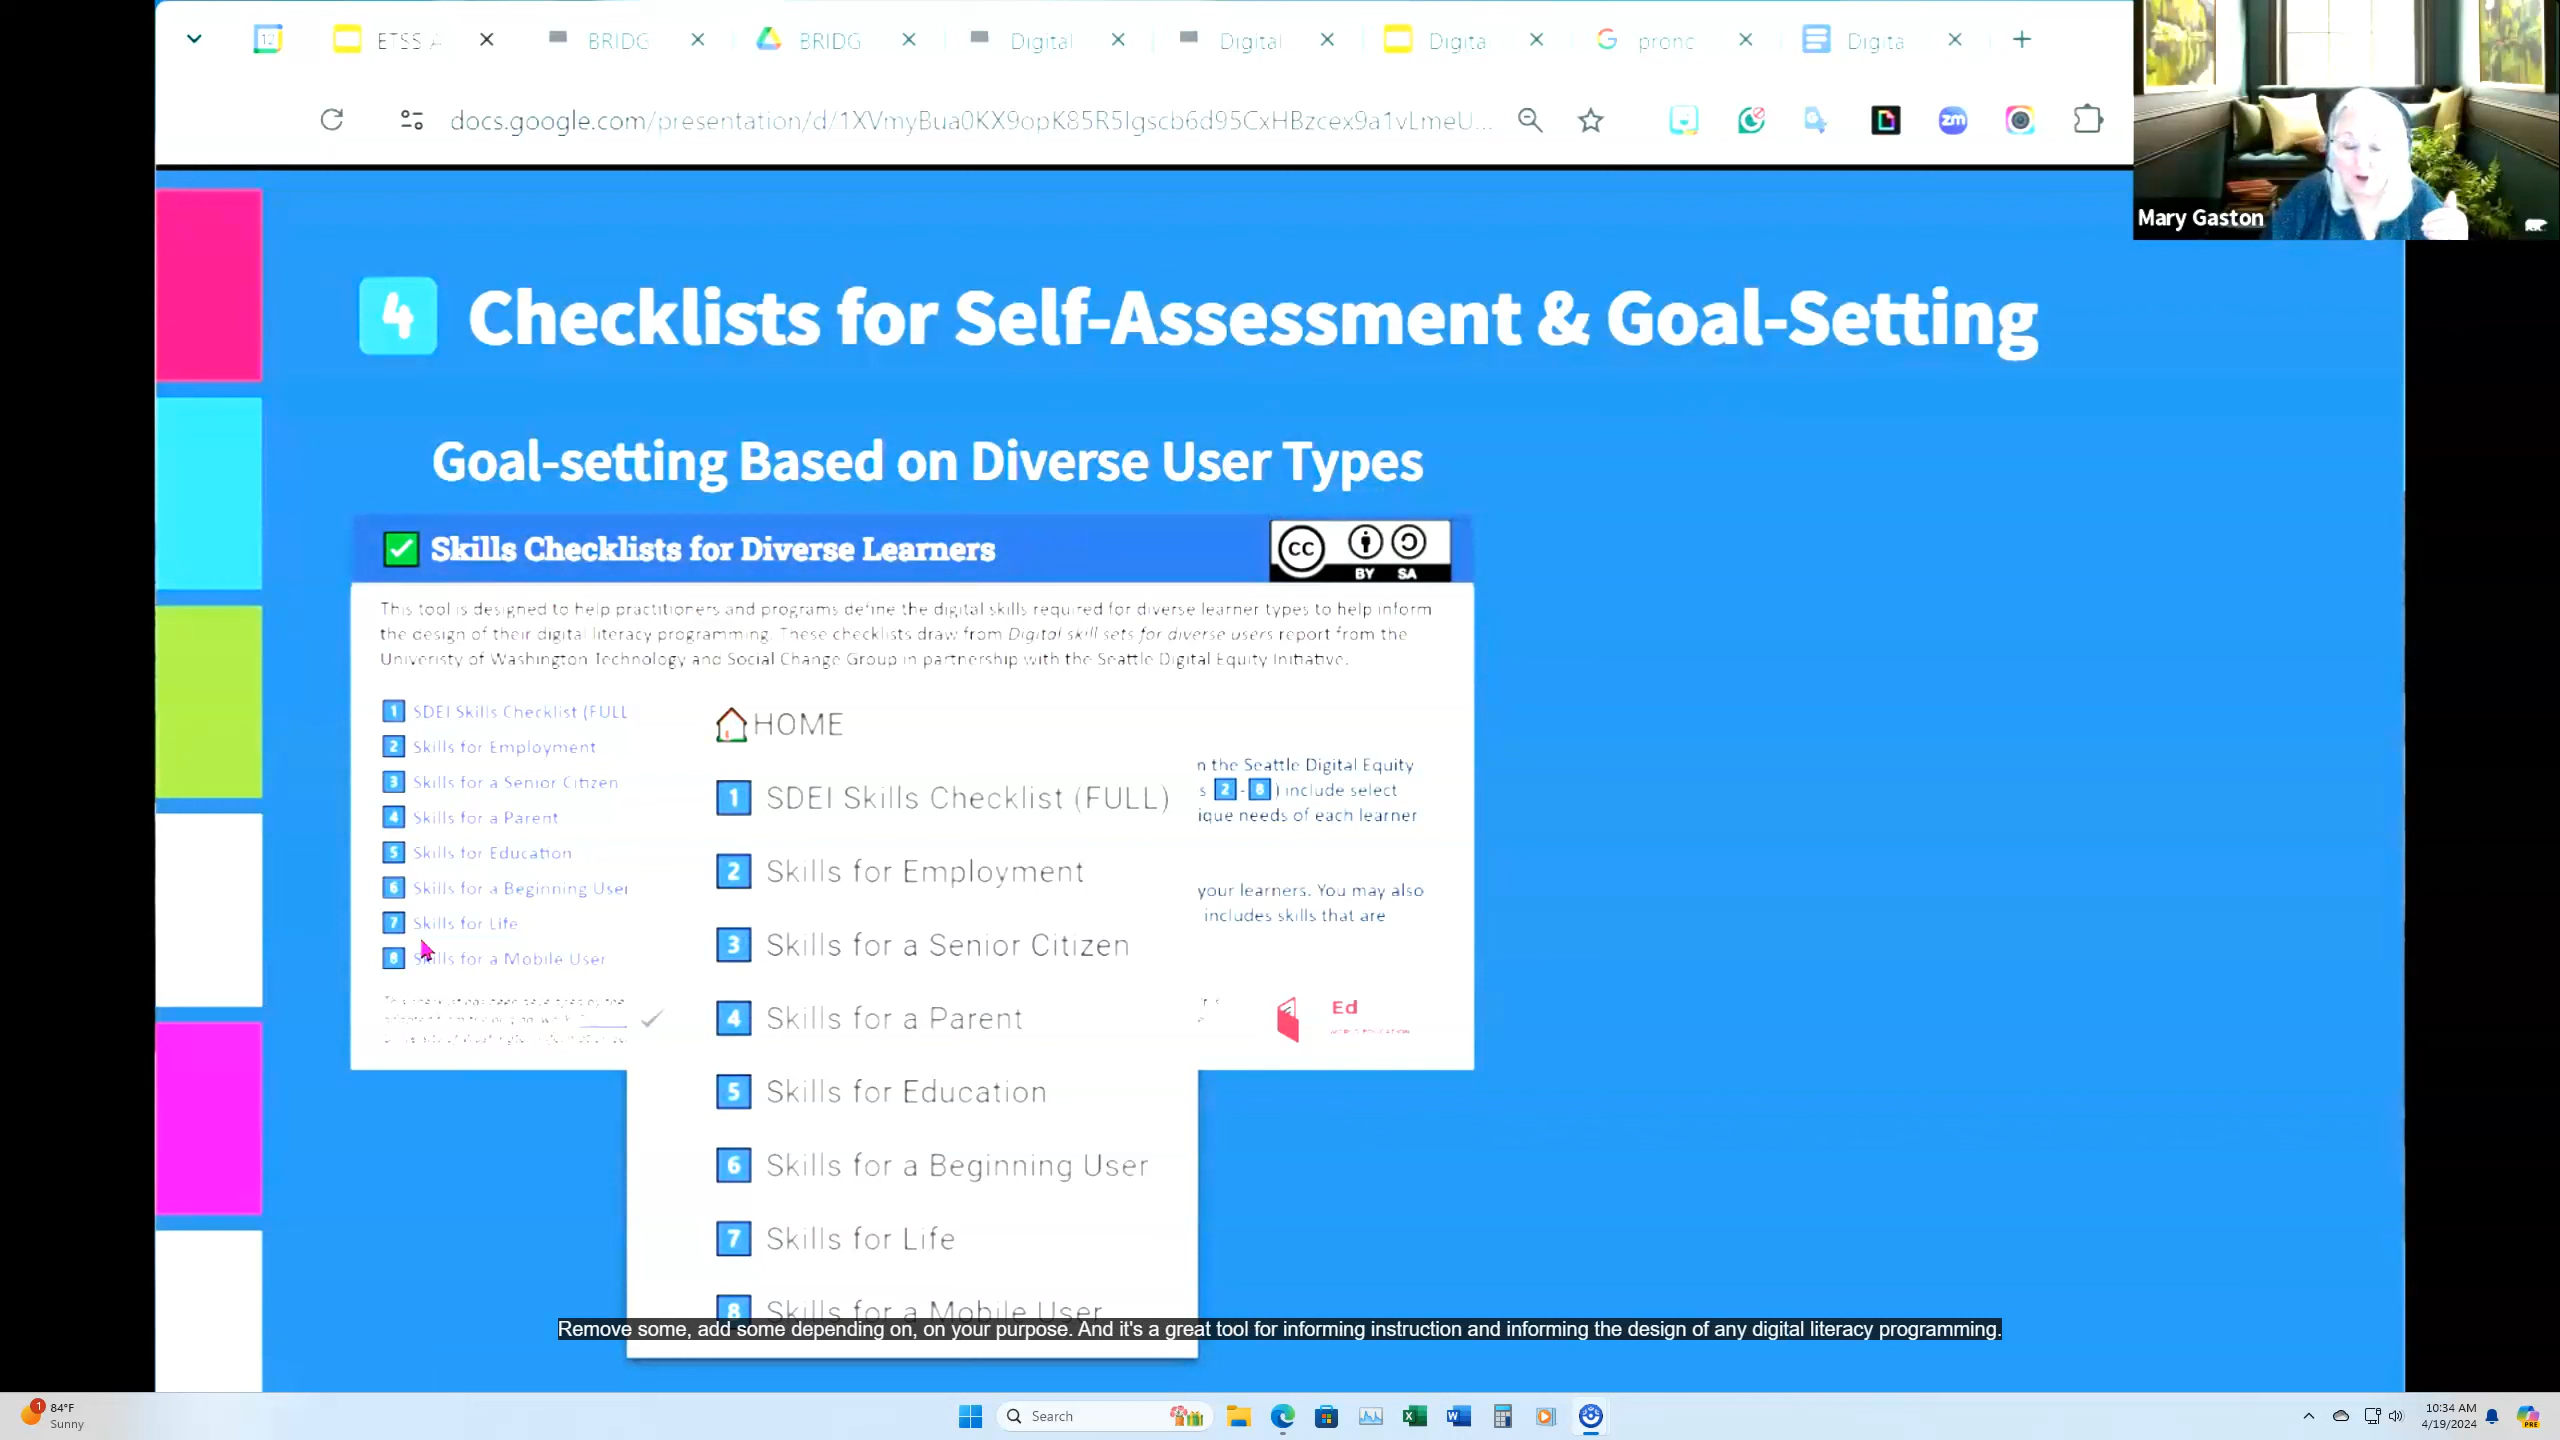 12
ETSS A
BRIDG
BRIDG
Digital
Digital
Digita
pronc
Digita
docs.google.com/presentation/d/1XVmyBua0KX9opK85R5Igscb6d95CxHBzcex9a1vLmeU...
zm
Mary Gaston
4 Checklists for Self-Assessment & Goal-Setting
Goal-setting Based on Diverse User Types
Skills Checklists for Diverse Learners
CC BY SA
This tool is designed to help practitioners and programs define the digital skills required for diverse learner types to help inform
the design of their digital literacy programming. These checklists draw from Digital skill sets for diverse users report from the
Univeristy of Washington Technology and Social Change Group in partnership with the Seattle Digital Equity Initiative.
1 SDEI Skills Checklist (FULL
2 Skills for Employment
3 Skills for a Senior Citizen
4 Skills for a Parent
5 Skills for Education
6 Skills for a Beginning User
7 Skills for Life
8 Skills for a Mobile User
HOME
1 SDEI Skills Checklist (FULL)
2 Skills for Employment
3 Skills for a Senior Citizen
4 Skills for a Parent
5 Skills for Education
6 Skills for a Beginning User
7 Skills for Life
8 Skills for a Mobile User
n the Seattle Digital Equity
s 2 - 8 ) include select
ique needs of each learner
your learners. You may also
includes skills that are
Ed
WORLD EDUCATION
Remove some, add some depending on, on your purpose. And it's a great tool for informing instruction and informing the design of any digital literacy programming.
1
84°F
Sunny
Search
10:34 AM
4/19/2024
PRE